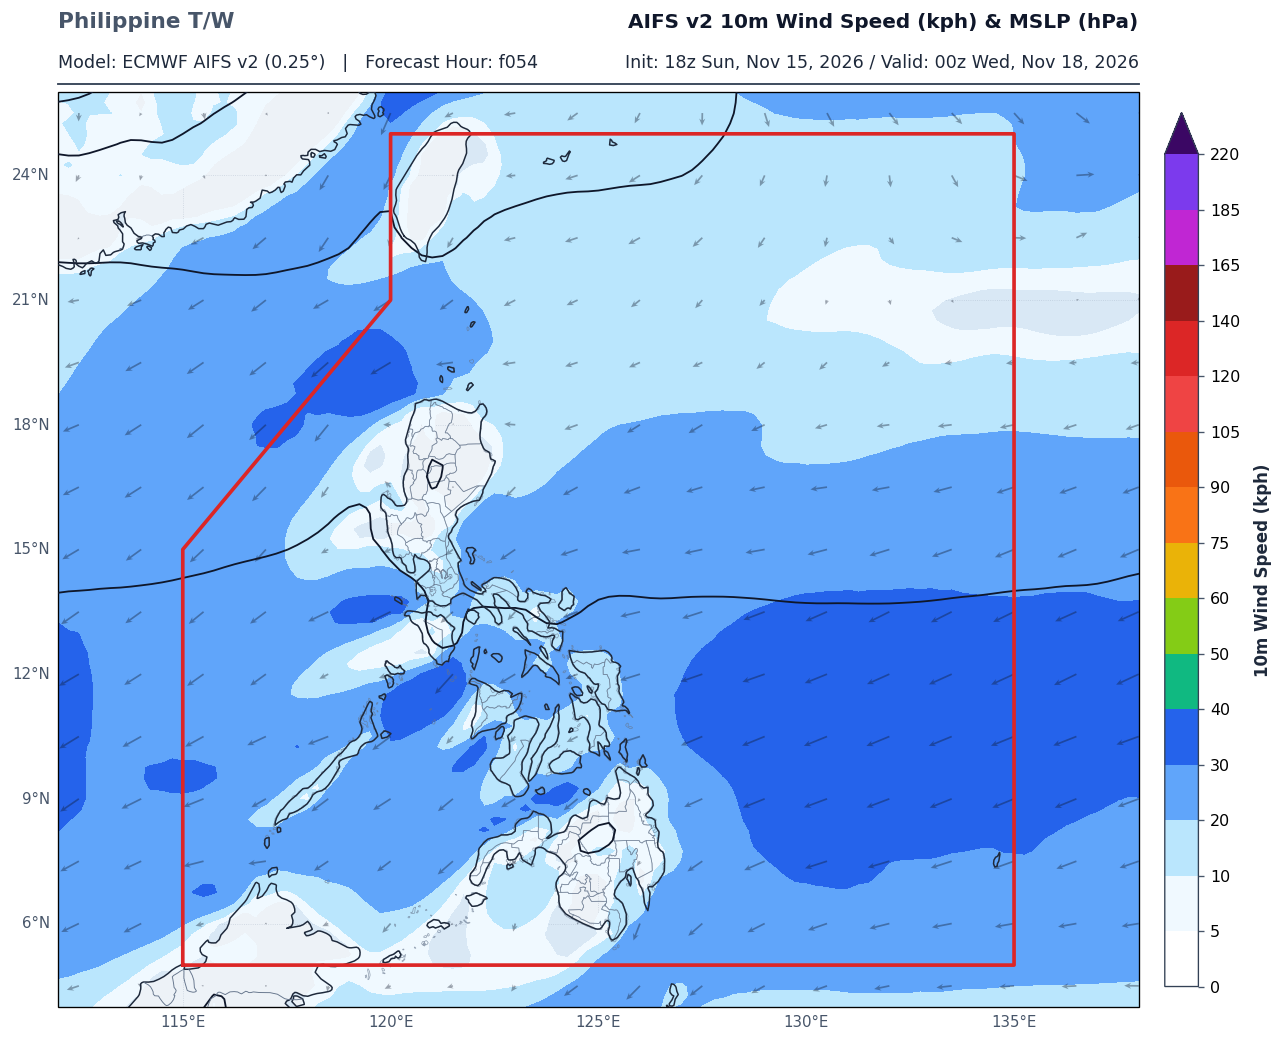 Philippine T/W
AIFS v2 10m Wind Speed (kph) & MSLP (hPa)
Model: ECMWF AIFS v2 (0.25°) | Forecast Hour: f054
Init: 18z Sun, Nov 15, 2026 / Valid: 00z Wed, Nov 18, 2026
24°N
21°N
18°N
15°N
12°N
9°N
6°N
115°E
120°E
125°E
130°E
135°E
220
185
165
140
120
105
90
75
60
50
40
30
20
10
5
0
10m Wind Speed (kph)